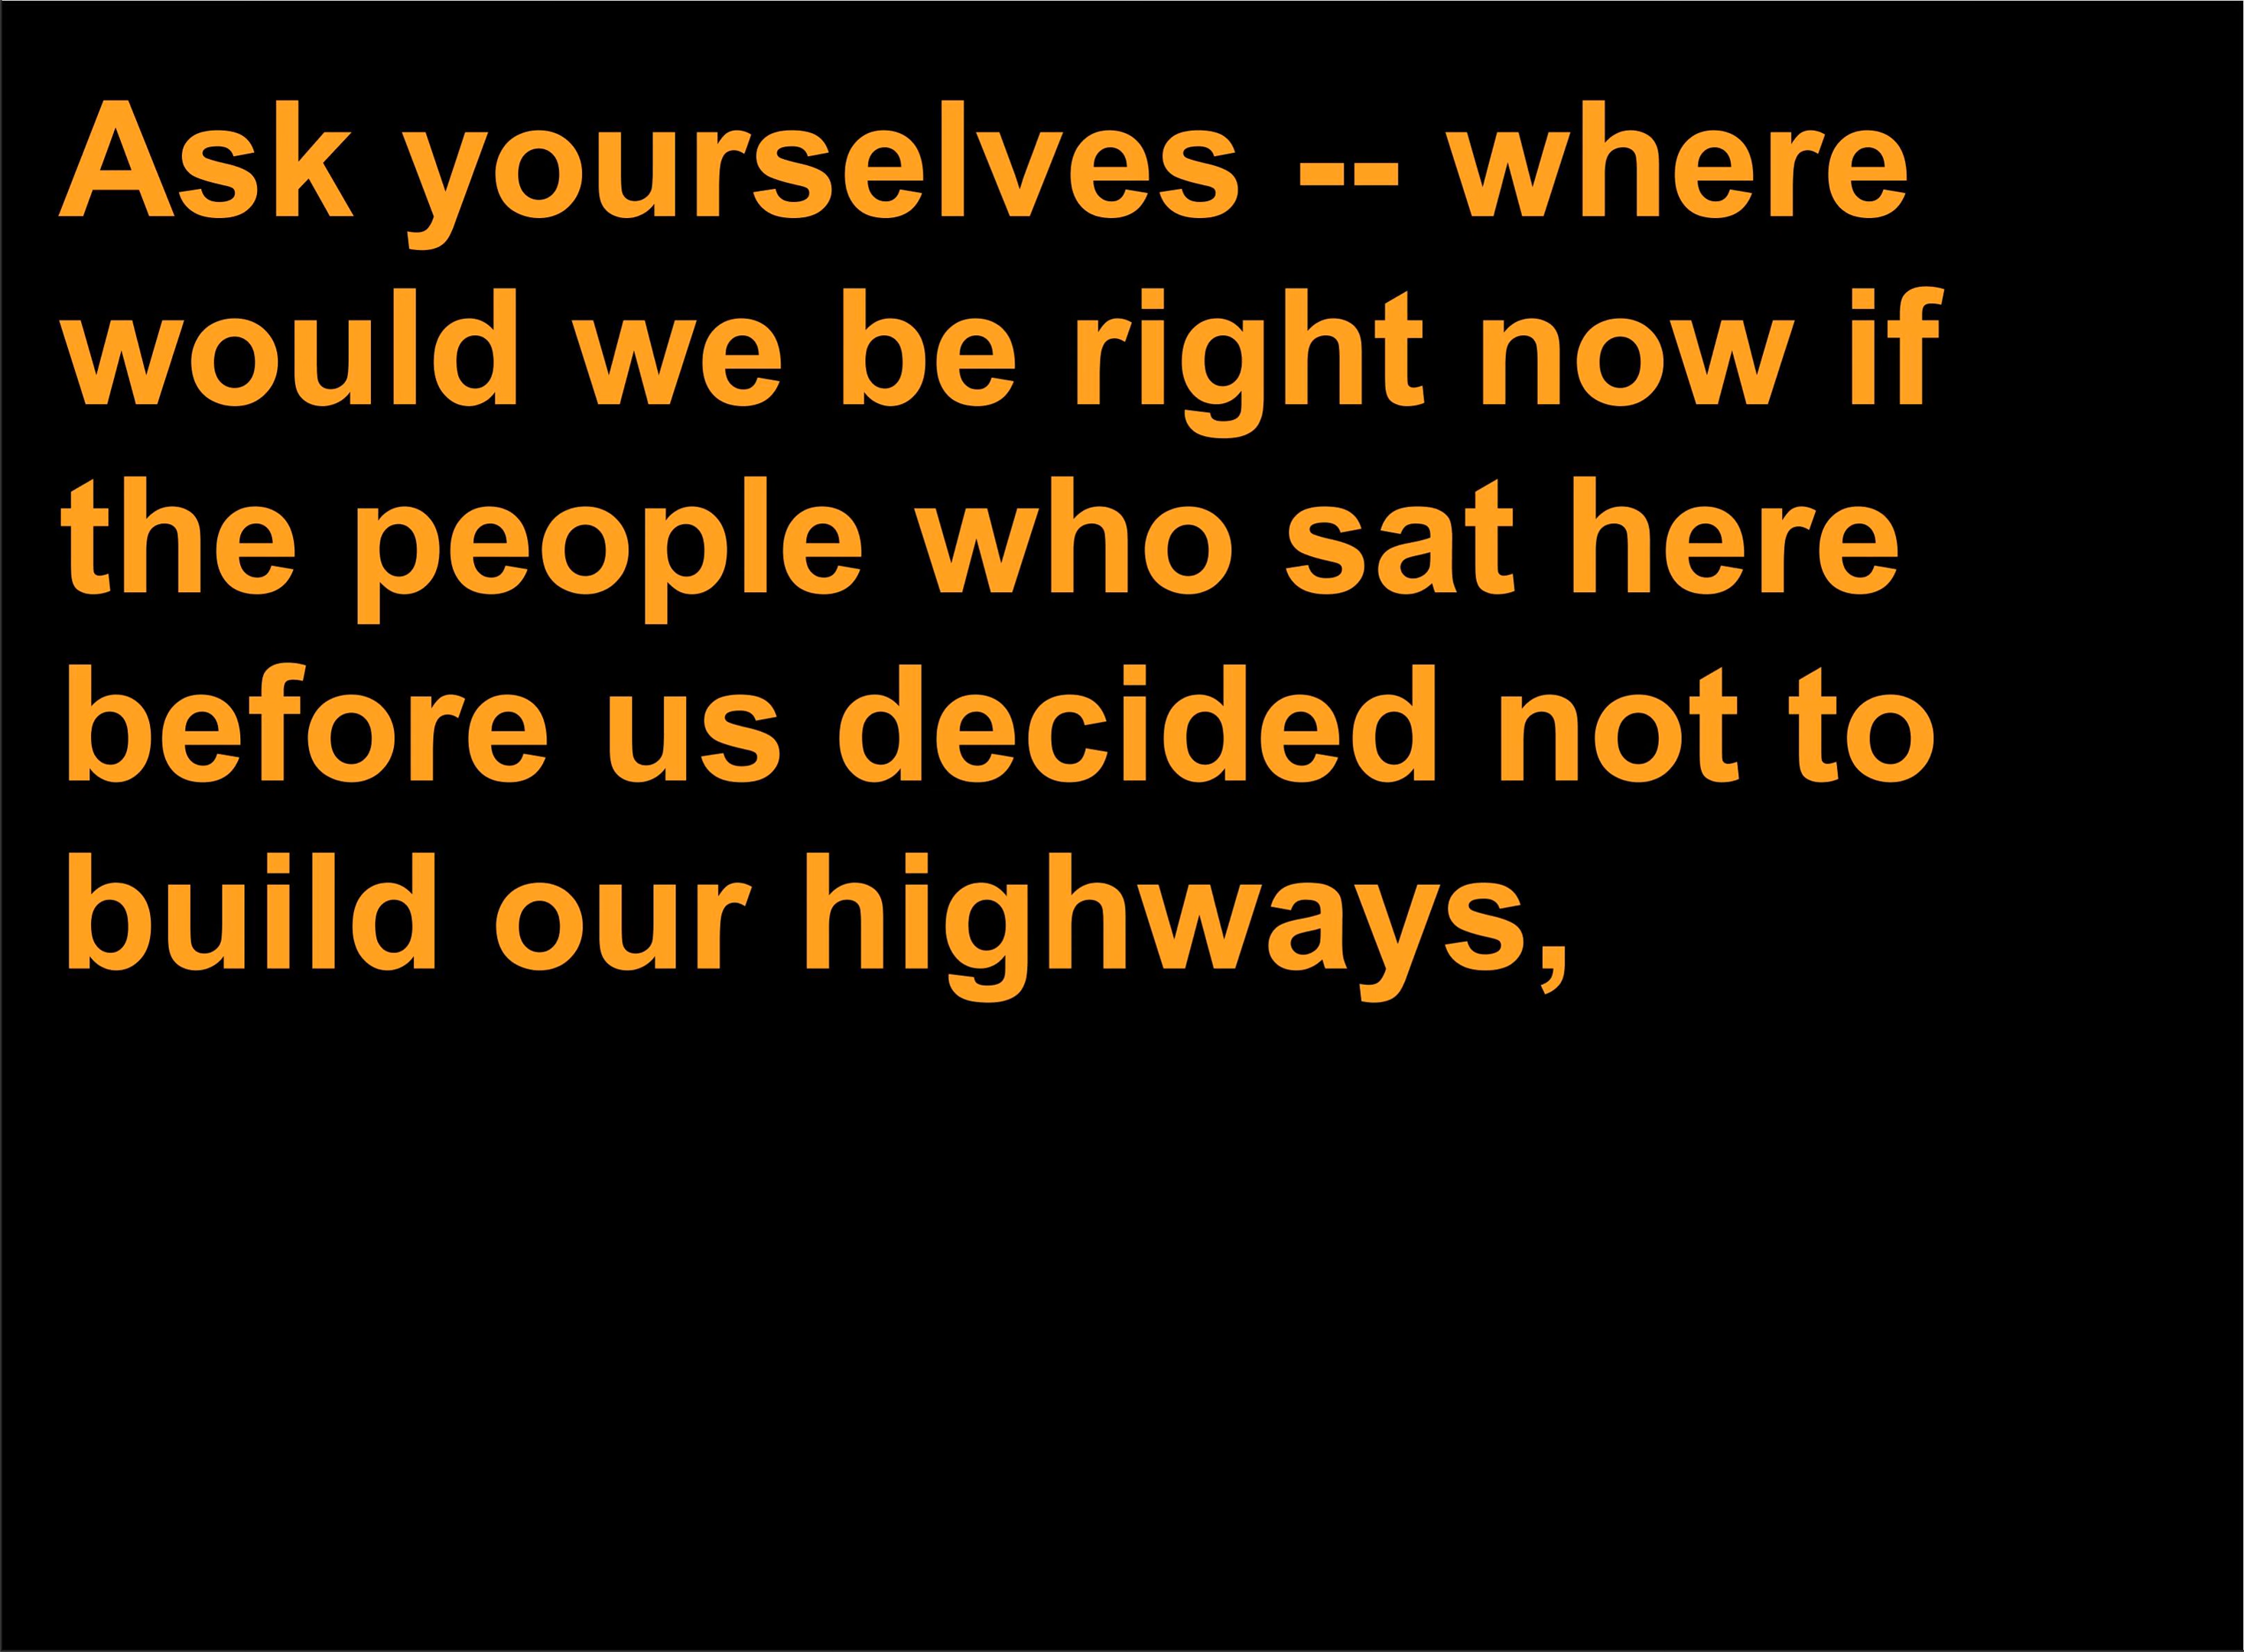 Ask yourselves -- where
would we be right now if
the people who sat here
before us decided not to
build our highways,